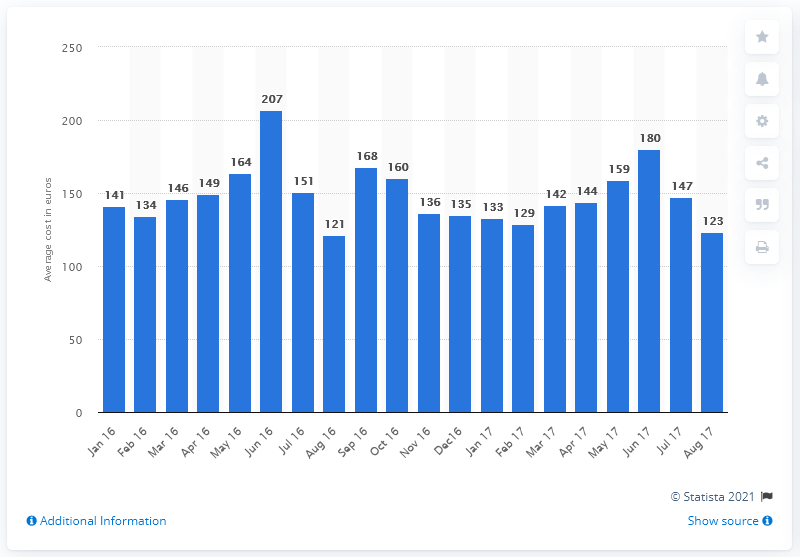 250
200
150
100
50
0
Average cost in euros
141
134
146
149
164
207
151
121
168
160
136
135
133
129
142
144
159
180
147
123
Jan 16
Feb 16
Mar 16
Apr 16
May 16
Jun 16
Jul 16
Aug 16
Sep 16
Oct 16
Nov 16
Dec16
Jan 17
Feb 17
Mar 17
Apr 17
May 17
Jun 17
Jul 17
Aug 17
© Statista 2021
Additional Information
Show source